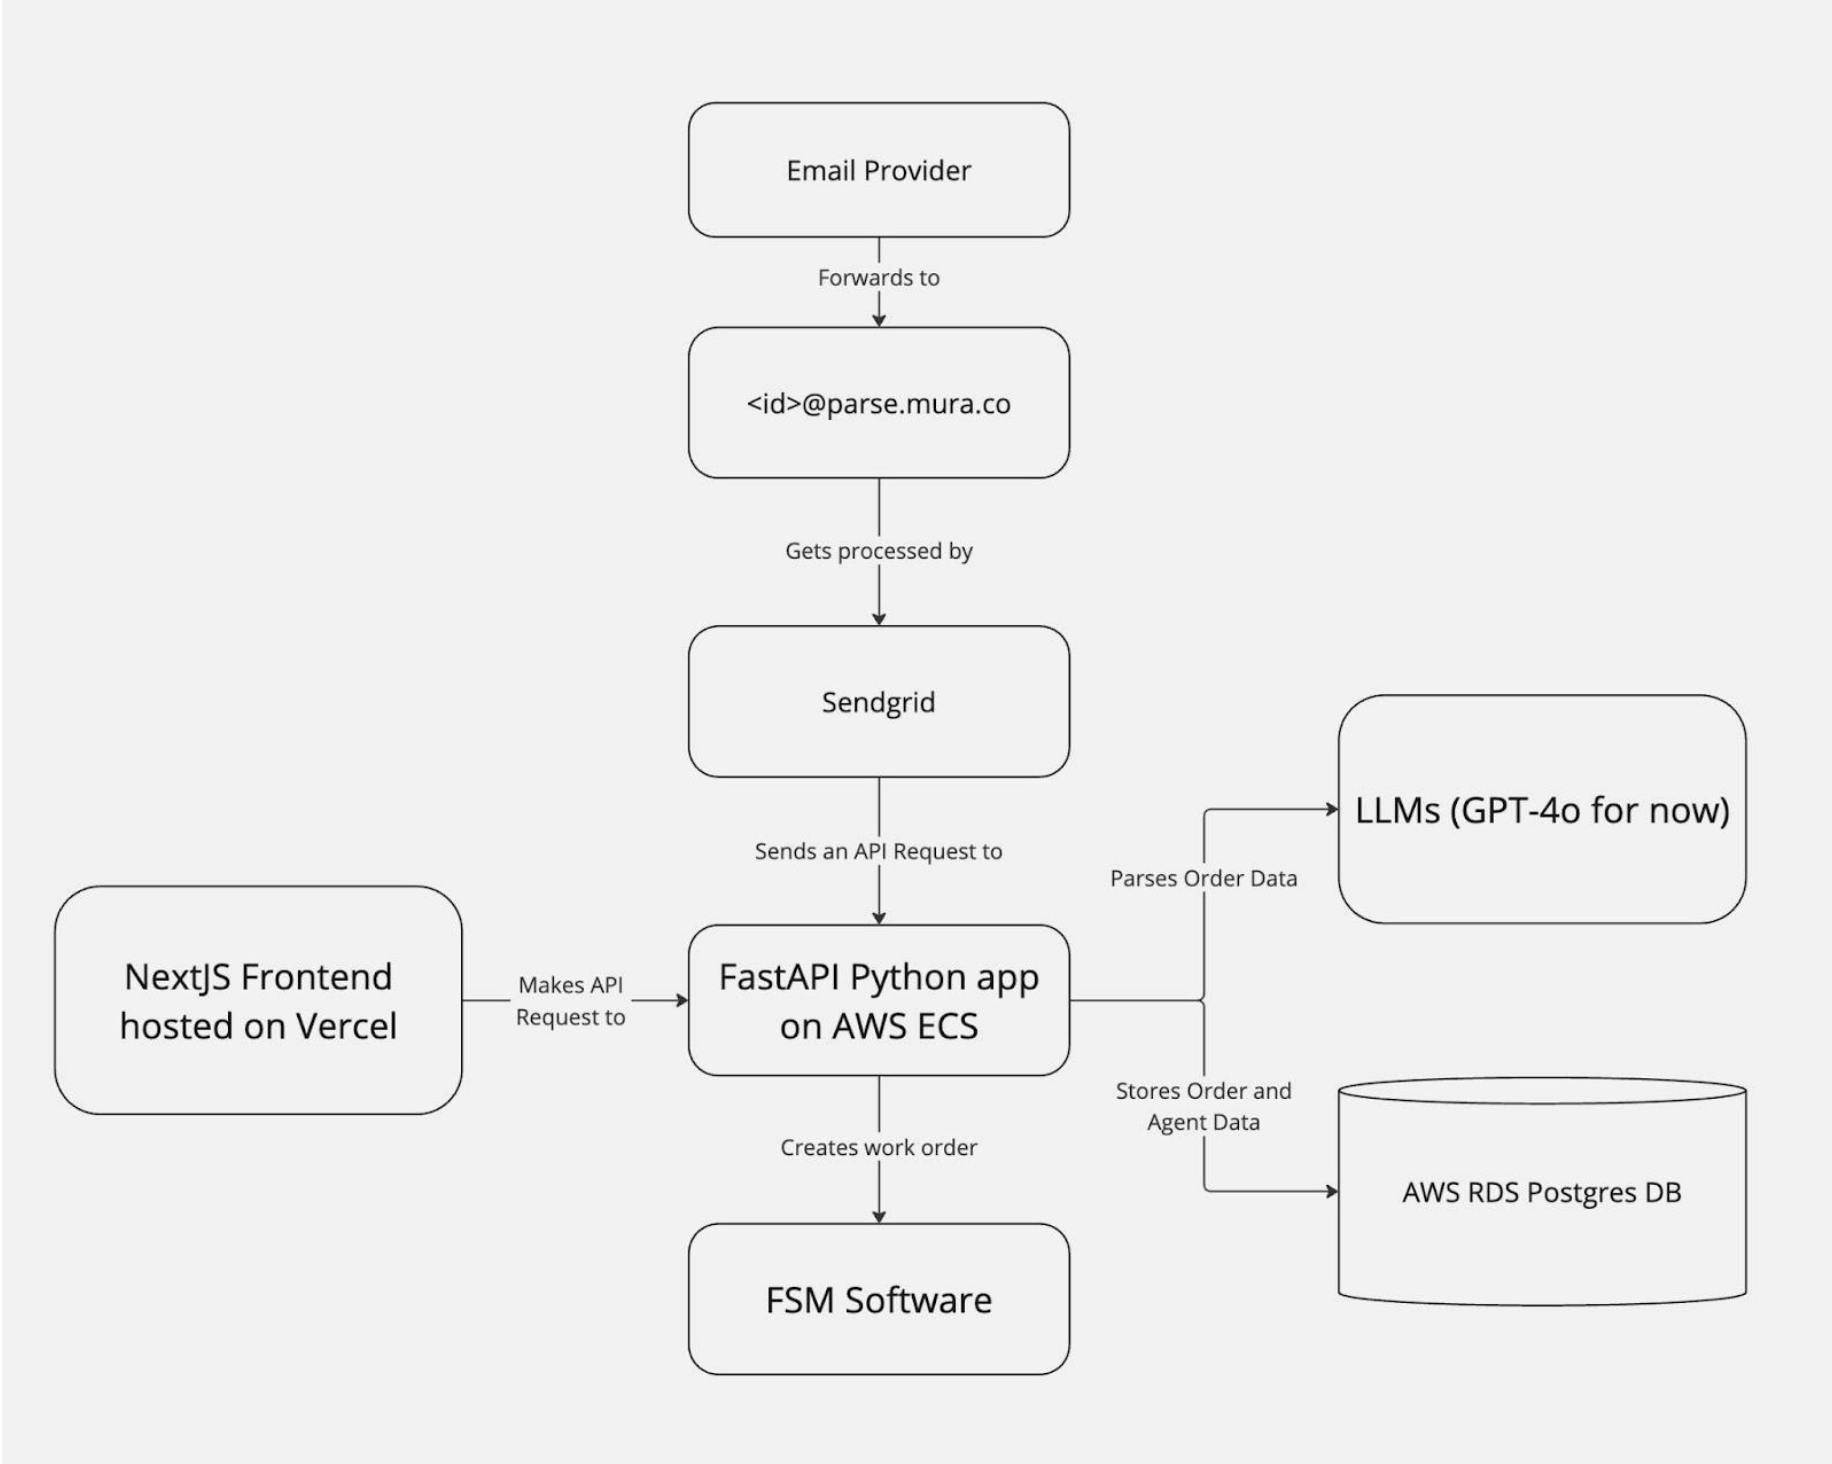 Email Provider
Forwards to
<id>@parse.mura.co
Gets processed by
Sendgrid
Sends an API Request to
LLMs (GPT-4o for now)
Parses Order Data
NextJS Frontend
hosted on Vercel
Makes API
Request to
FastAPI Python app
on AWS ECS
Stores Order and
Agent Data
AWS RDS Postgres DB
Creates work order
FSM Software